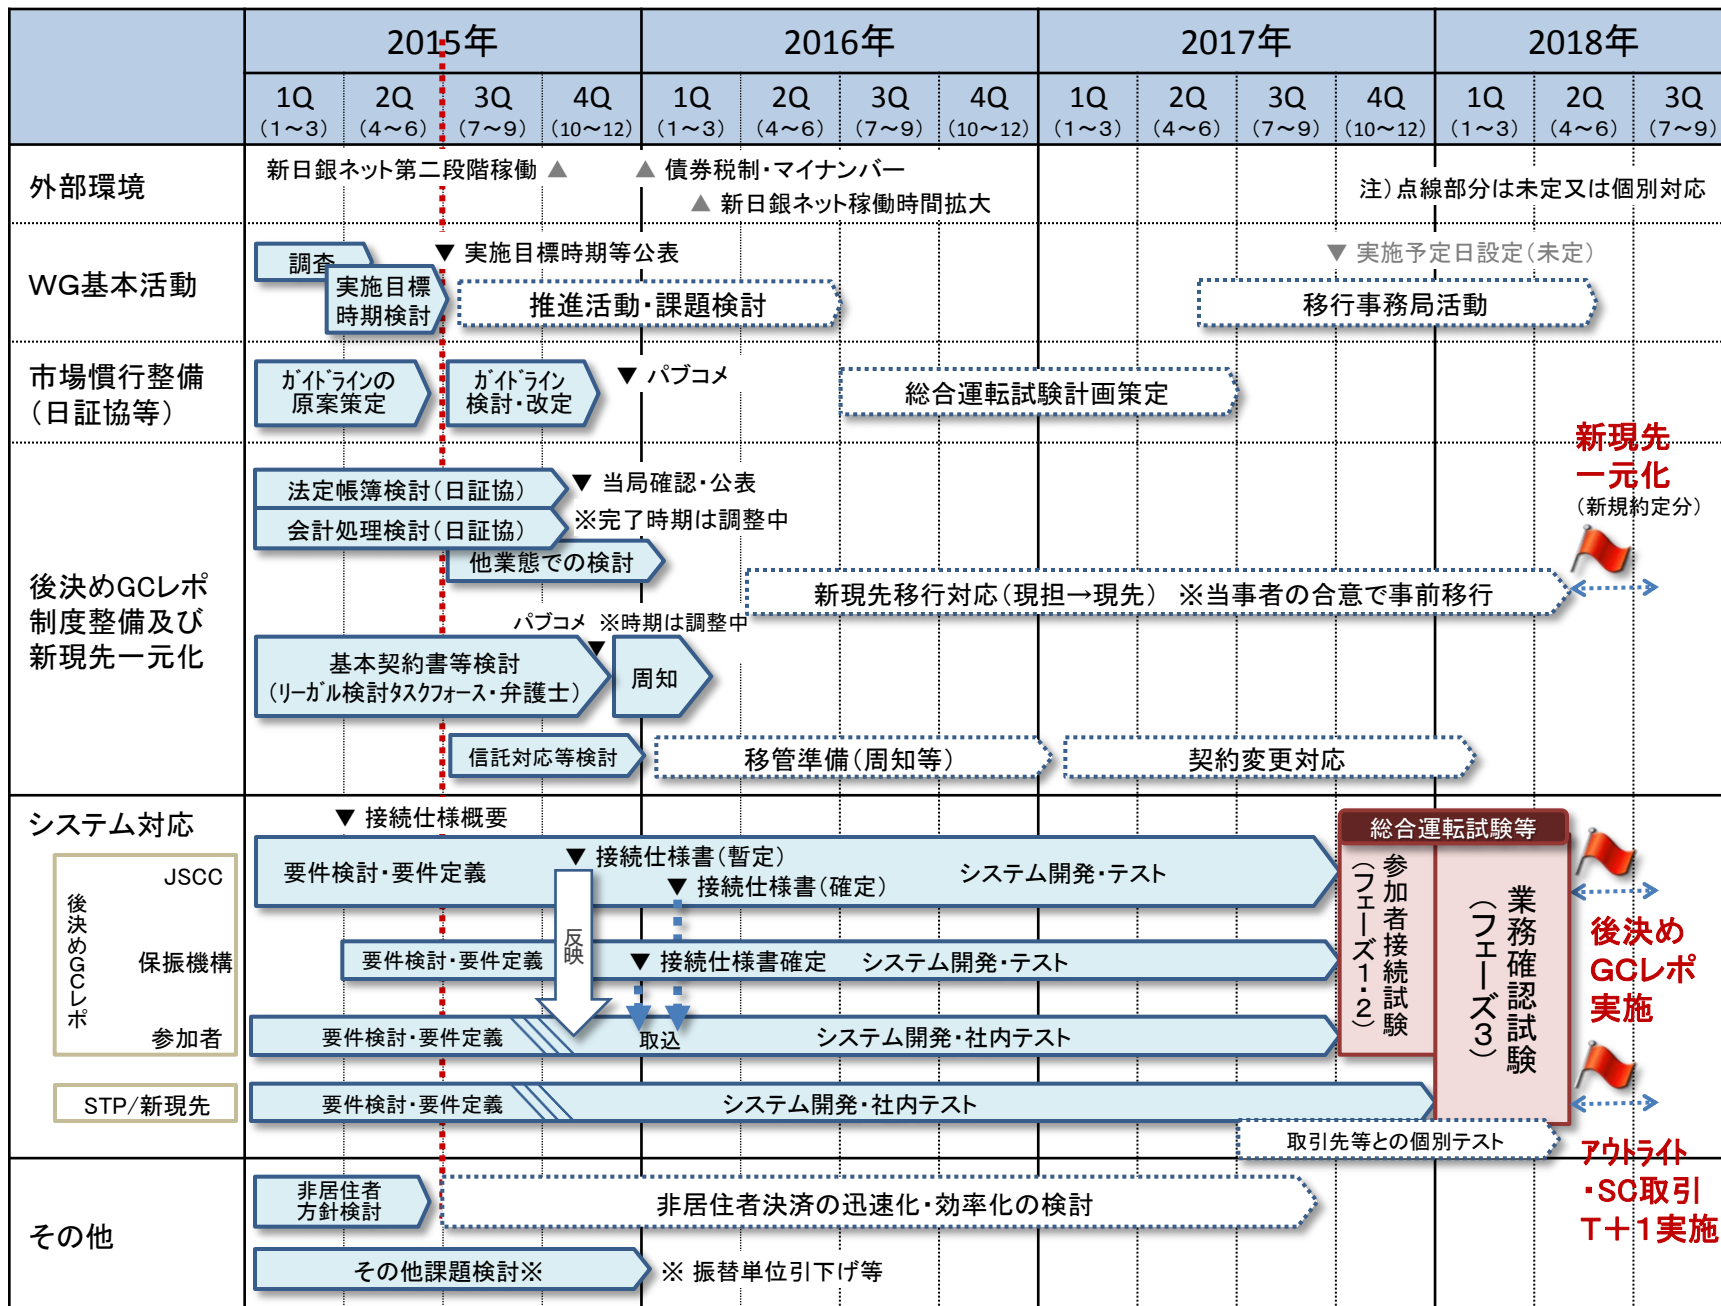 2015年
2016年
2017年
2018年
1Q
2Q
3Q
4Q
1Q
2Q
3Q
4Q
1Q
2Q
3Q
4Q
1Q
2Q
3Q
(1～3)
(4～6)
(7～9)
(10～12)
(1～3)
(4～6)
(7～9)
(10～12)
(1～3)
(4～6)
(7～9)
(10～12)
(1～3)
(4～6)
(7～9)
外部環境
新日銀ネット第二段階稼働 ▲
▲ 債券税制・マイナンバー
▲ 新日銀ネット稼働時間拡大
注）点線部分は未定又は個別対応
WG基本活動
調査
実施目標
時期検討
▼ 実施目標時期等公表
推進活動・課題検討
▼ 実施予定日設定(未定)
移行事務局活動
市場慣行整備
(日証協等)
ガイドラインの
原案策定
ガイドライン
検討・改定
▼ パブコメ
総合運転試験計画策定
後決めGCレポ
制度整備及び
新現先一元化
法定帳簿検討(日証協)
▼ 当局確認・公表
会計処理検討(日証協)
※完了時期は調整中
他業態での検討
新現先移行対応(現担→現先) ※当事者の合意で事前移行
新現先
一元化
(新規約定分)
パブコメ ※時期は調整中
▼
基本契約書等検討
(リーガル検討タスクフォース・弁護士)
周知
信託対応等検討
移管準備(周知等)
契約変更対応
システム対応
▼ 接続仕様概要
後決めGCレポ
JSCC
要件検討・要件定義
▼ 接続仕様書(暫定)
▼ 接続仕様書(確定)
システム開発・テスト
保振機構
要件検討・要件定義
反映
▼ 接続仕様書確定
システム開発・テスト
参加者
要件検討・要件定義
取込
システム開発・社内テスト
STP/新現先
要件検討・要件定義
システム開発・社内テスト
総合運転試験等
参加者接続試験
(フェーズ1・2)
業務確認試験
(フェーズ3)
取引先等との個別テスト
後決め
GCレポ
実施
アウトライト
・SC取引
T＋1実施
その他
非居住者
方針検討
非居住者決済の迅速化・効率化の検討
その他課題検討※
※ 振替単位引下げ等